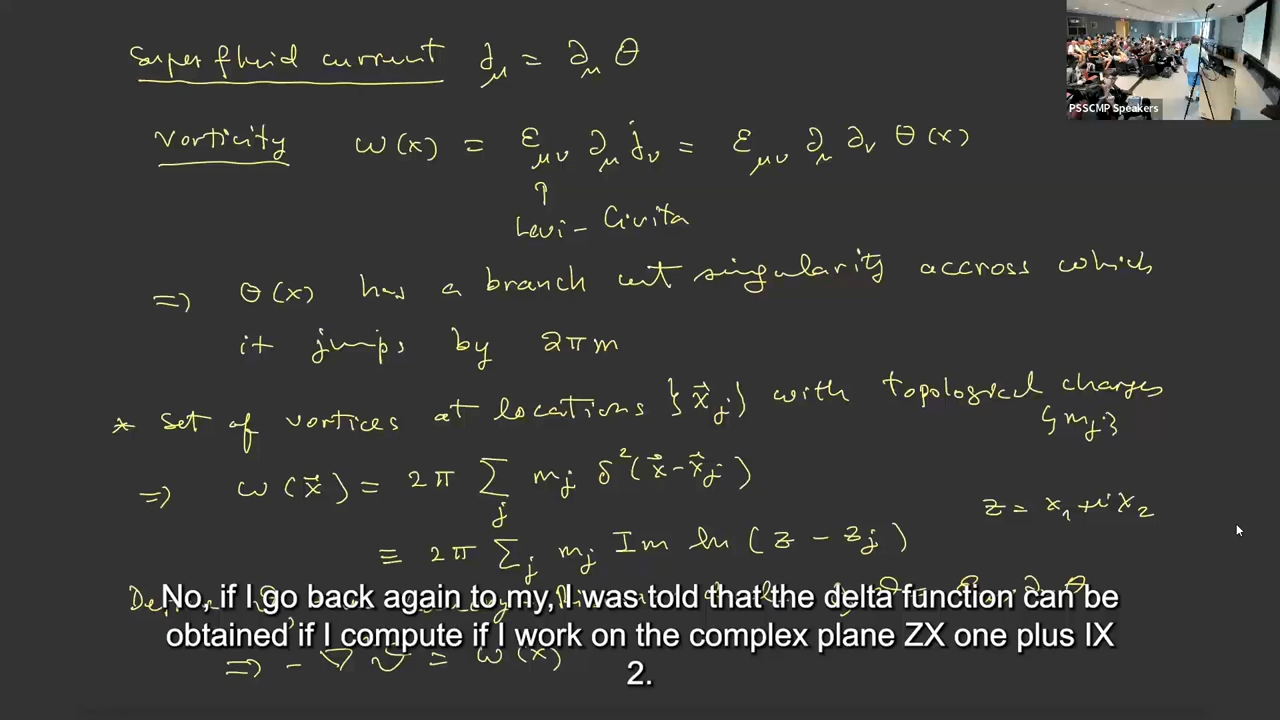 Superfluid current j_μ = ∂_μ θ
PSSCMP Speakers
Vorticity ω(x) = ε_μν ∂_μ j_ν = ε_μν ∂_μ ∂_ν θ(x)
↑
Levi-Civita
⇒ θ(x) has a branch cut singularity accross which
it jumps by 2πm
* Set of vortices at locations {x⃗_j} with topological charges
{m_j}
⇒ ω(x⃗) = 2π Σ_j m_j δ²(x⃗-x⃗_j)
z = x_1+ix_2
≡ 2π Σ_j m_j Im ln(z - z_j)
No, if I go back again to my, I was told that the delta function can be
obtained if I compute if I work on the complex plane ZX one plus IX
2.
⇒ -∇²ϑ = ω(x)